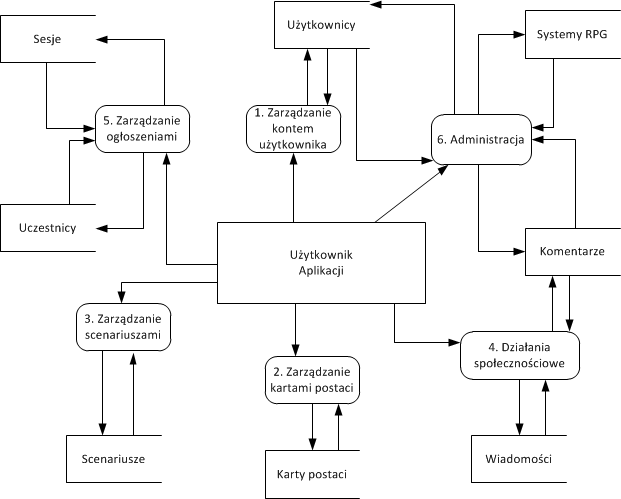 Użytkownicy
Systemy RPG
Sesje
5. Zarządzanie
ogłoszeniami
1. Zarządzanie
kontem
użytkownika
6. Administracja
Uczestnicy
Użytkownik
Aplikacji
Komentarze
3. Zarządzanie
scenariuszami
4. Działania
społecznościowe
2. Zarządzanie
kartami postaci
Scenariusze
Karty postaci
Wiadomości